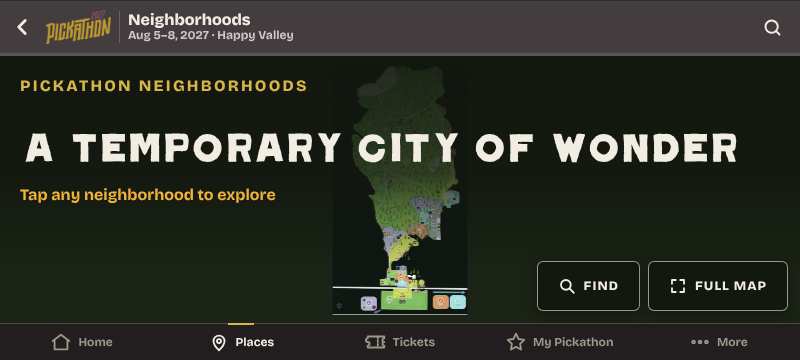 PICKATHON
Neighborhoods
Aug 5–8, 2027 · Happy Valley
PICKATHON NEIGHBORHOODS
A TEMPORARY CITY OF WONDER
Tap any neighborhood to explore
FIND
FULL MAP
Home
Places
Tickets
My Pickathon
More